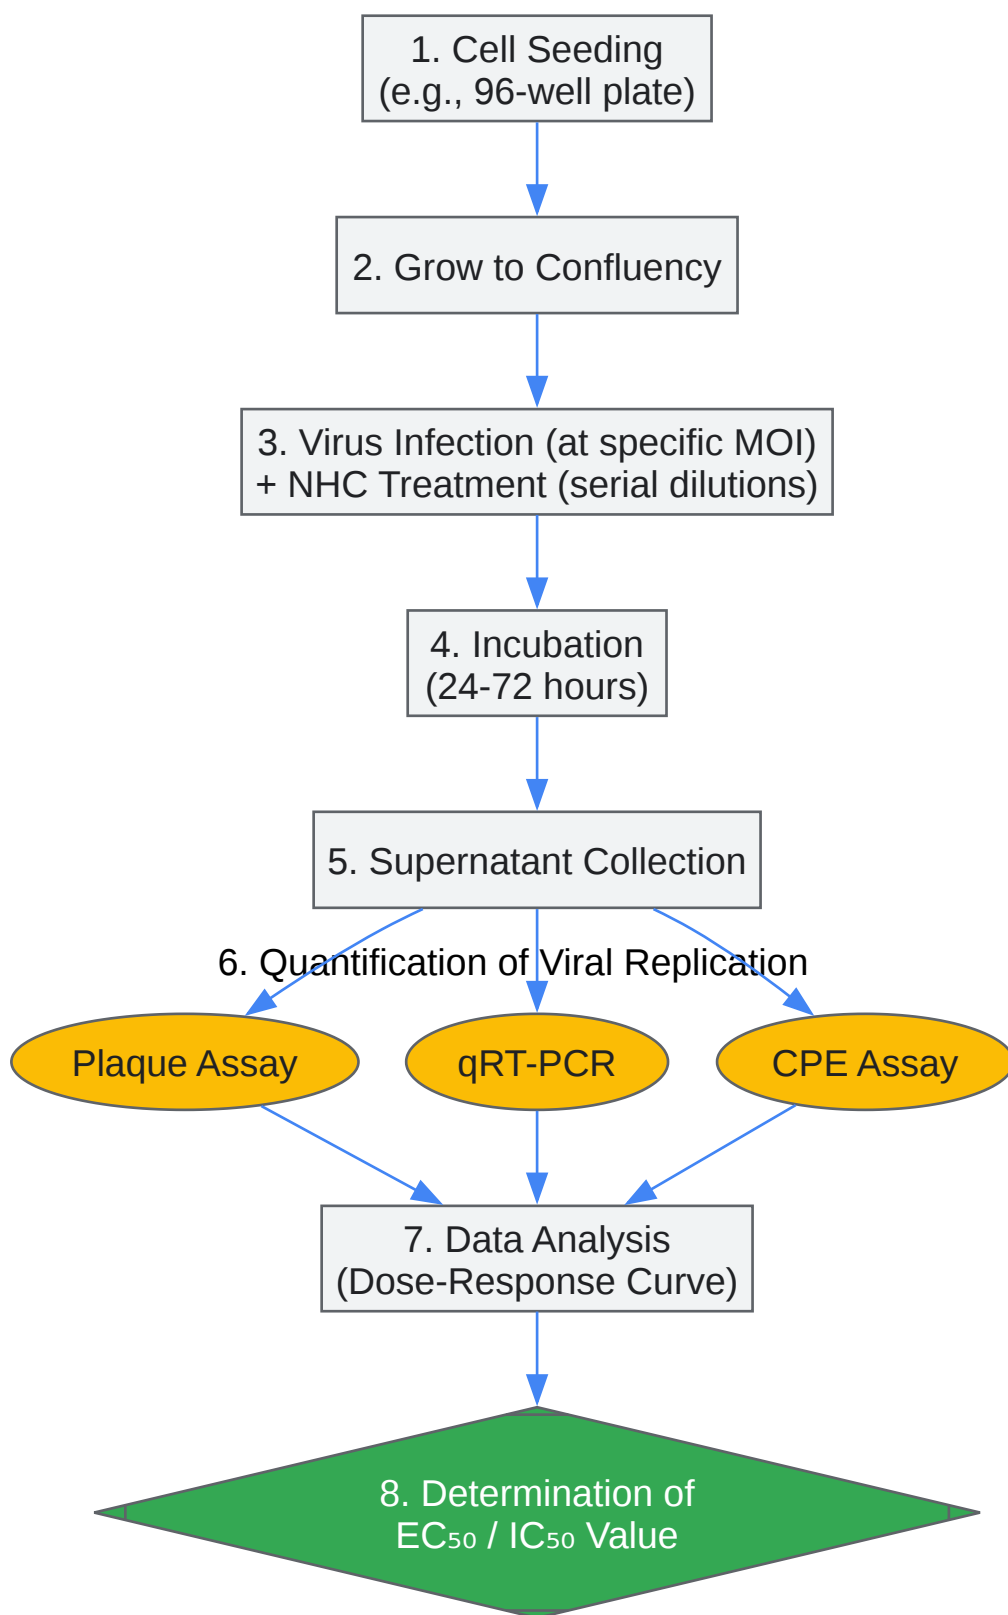 1. Cell Seeding
(e.g., 96-well plate)
2. Grow to Confluency
3. Virus Infection (at specific MOI)
+ NHC Treatment (serial dilutions)
4. Incubation
(24-72 hours)
5. Supernatant Collection
6. Quantification of Viral Replication
Plaque Assay
qRT-PCR
CPE Assay
7. Data Analysis
(Dose-Response Curve)
8. Determination of
EC₅₀ / IC₅₀ Value